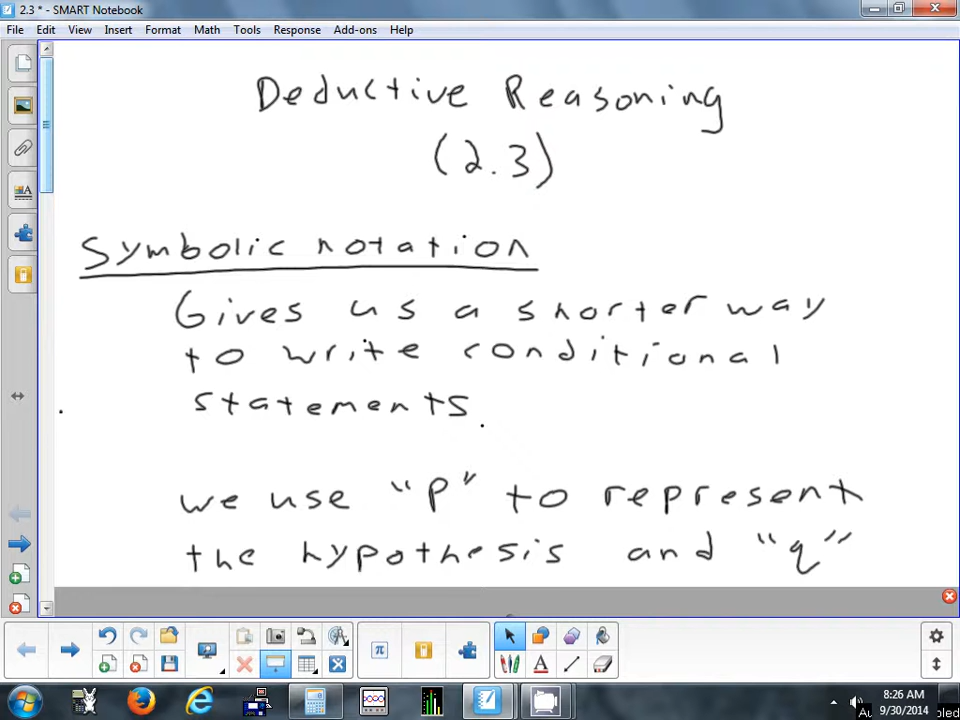 2.3 * - SMART Notebook
File Edit View Insert Format Math Tools Response Add-ons Help
Deductive Reasoning
(2.3)
Symbolic notation
Gives us a shorter way
to write conditional
statements.
we use "p" to represent
the hypothesis and "q"
8:26 AM
9/30/2014